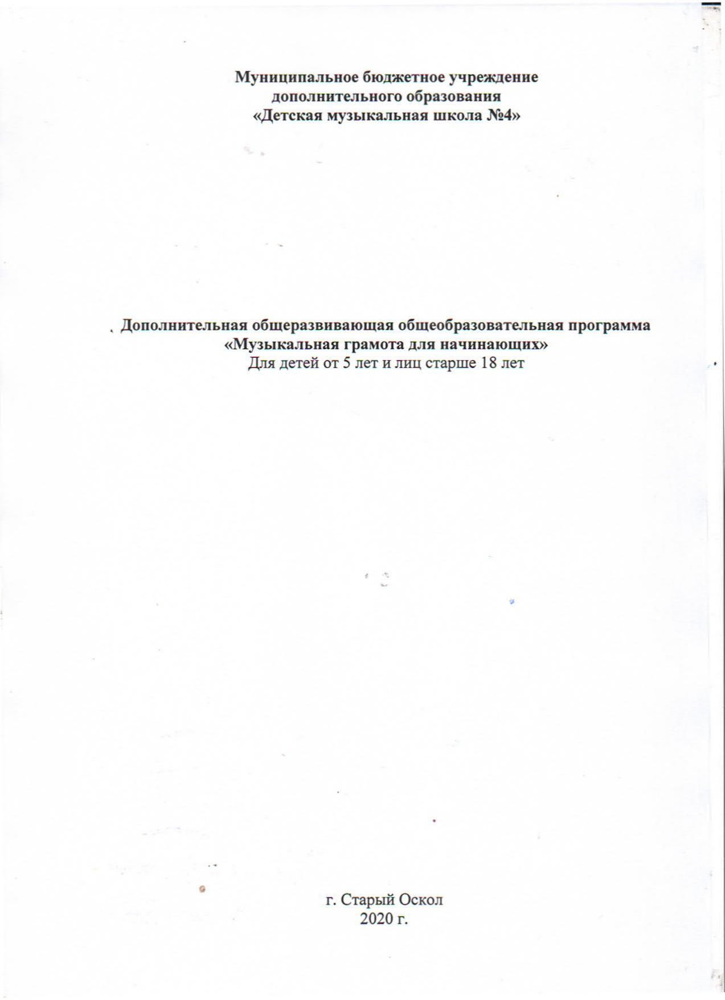 Муниципальное бюджетное учреждение
дополнительного образования
«Детская музыкальная школа №4»
Дополнительная общеразвивающая общеобразовательная программа
«Музыкальная грамота для начинающих»
Для детей от 5 лет и лиц старше 18 лет
г. Старый Оскол
2020 г.